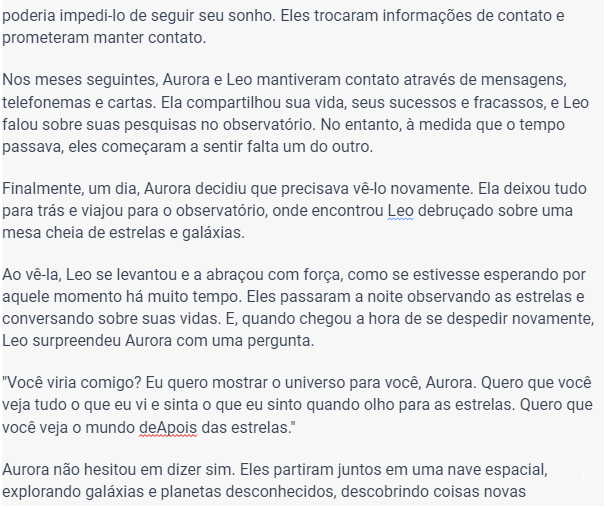 poderia impedi-lo de seguir seu sonho. Eles trocaram informações de contato e
prometeram manter contato.
Nos meses seguintes, Aurora e Leo mantiveram contato através de mensagens,
telefonemas e cartas. Ela compartilhou sua vida, seus sucessos e fracassos, e Leo
falou sobre suas pesquisas no observatório. No entanto, à medida que o tempo
passava, eles começaram a sentir falta um do outro.
Finalmente, um dia, Aurora decidiu que precisava vê-lo novamente. Ela deixou tudo
para trás e viajou para o observatório, onde encontrou Leo debruçado sobre uma
mesa cheia de estrelas e galáxias.
Ao vê-la, Leo se levantou e a abraçou com força, como se estivesse esperando por
aquele momento há muito tempo. Eles passaram a noite observando as estrelas e
conversando sobre suas vidas. E, quando chegou a hora de se despedir novamente,
Leo surpreendeu Aurora com uma pergunta.
"Você viria comigo? Eu quero mostrar o universo para você, Aurora. Quero que você
veja tudo o que eu vi e sinta o que eu sinto quando olho para as estrelas. Quero que
você veja o mundo deApois das estrelas."
Aurora não hesitou em dizer sim. Eles partiram juntos em uma nave espacial,
explorando galáxias e planetas desconhecidos, descobrindo coisas novas